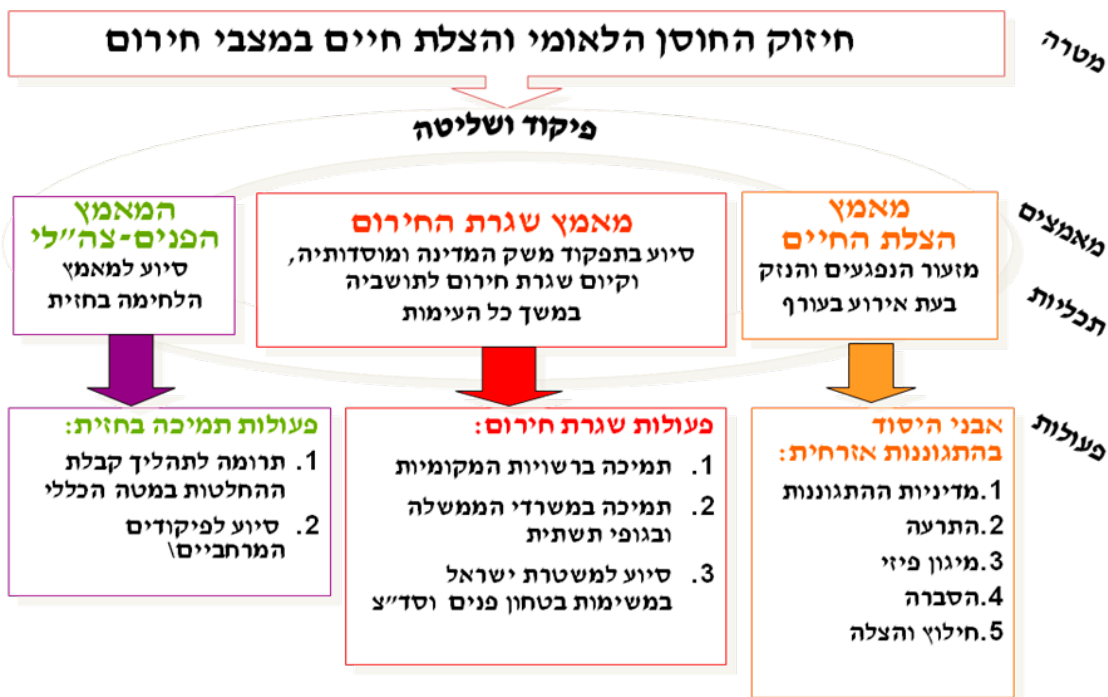 חיזוק החוסן הלאומי והצלת חיים במצבי חירום
מטרה
פיקוד ושליטה
מאמצים
תכליות
פעולות
מאמץ
הצלת החיים
מזעור הנפגעים והנזק
בעת אירוע בעורף
מאמץ שגרת החירום
סיוע בתפקוד משק המדינה ומוסדותיה,
וקיום שגרת חירום לתושביה
במשך כל העימות
המאמץ
הפנים-צה"לי
סיוע למאמץ
הלחימה בחזית
אבני היסוד
בהתגוננות אזרחית:
1.מדיניות ההתגוננות
2.התרעה
3.מיגון פיזי
4.הסברה
5.חילוץ והצלה
פעולות שגרת חירום:
1. תמיכה ברשויות המקומיות
2. תמיכה במשרדי הממשלה
ובגופי תשתית
3. סיוע למשטרת ישראל
במשימות בטחון פנים וסד"צ
פעולות תמיכה בחזית:
1. תרומה לתהליך קבלת
ההחלטות במטה הכללי
2. סיוע לפיקודים
המרחביים\